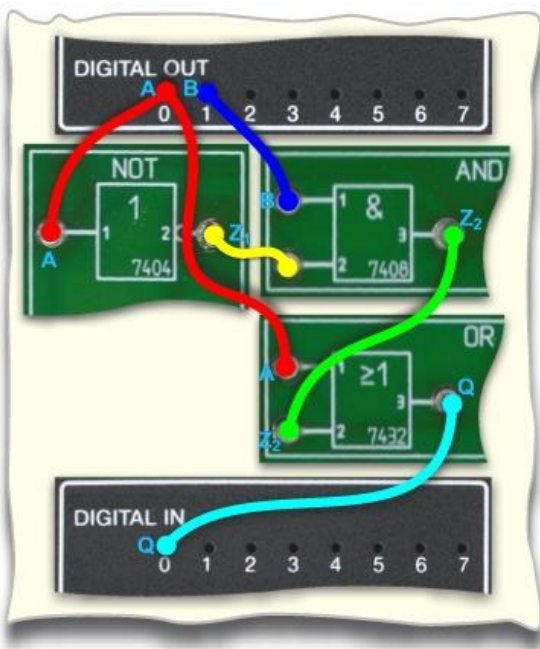 DIGITAL OUT
A B
0 1 2 3 4 5 6 7
NOT
1
1 2
7404
A
Z1
AND
B
1
&
3
2
7408
Z2
OR
A
1
≥1
3
Z2
2
7432
Q
DIGITAL IN
Q
0 1 2 3 4 5 6 7